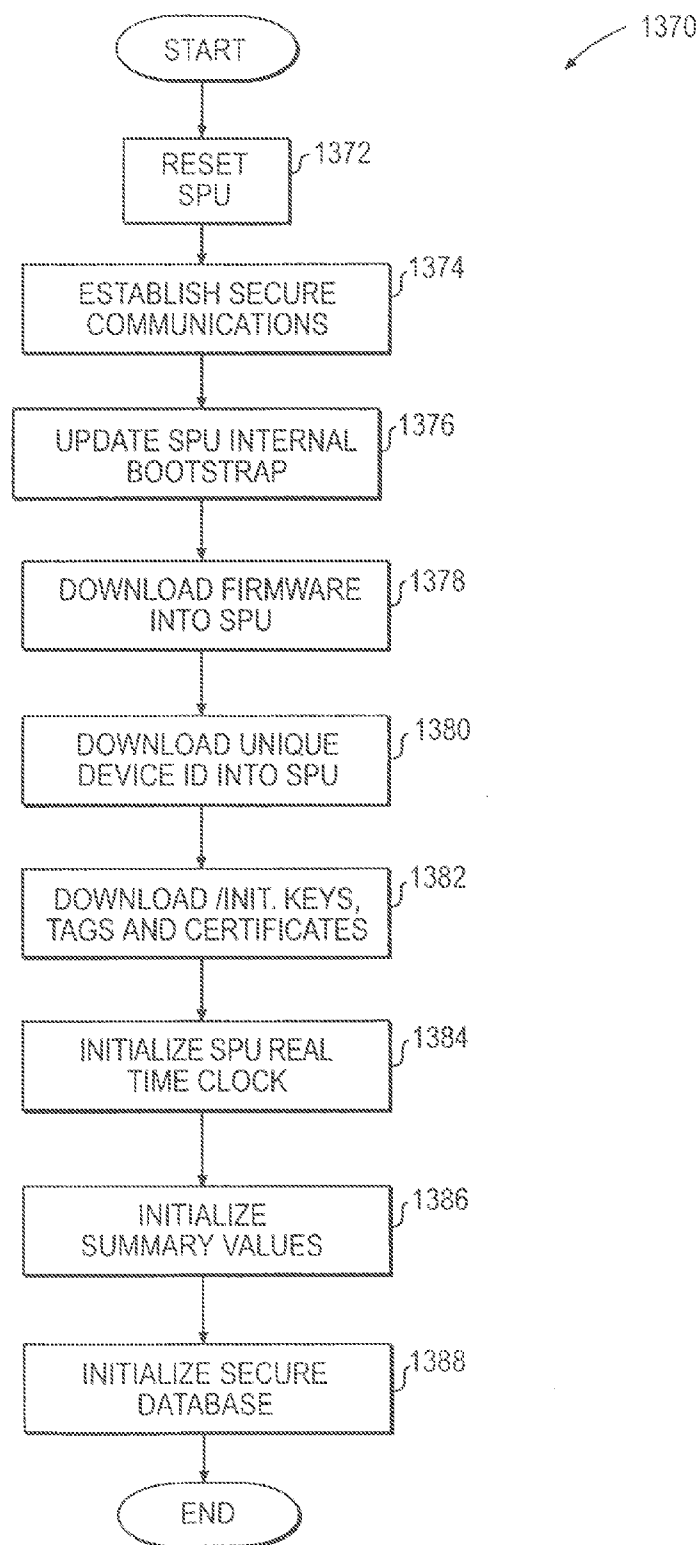 1370
START
RESET
SPU
1372
ESTABLISH SECURE
COMMUNICATIONS
1374
UPDATE SPU INTERNAL
BOOTSTRAP
1376
DOWNLOAD FIRMWARE
INTO SPU
1378
DOWNLOAD UNIQUE
DEVICE ID INTO SPU
1380
DOWNLOAD /INIT. KEYS,
TAGS AND CERTIFICATES
1382
INITIALIZE SPU REAL
TIME CLOCK
1384
INITIALIZE
SUMMARY VALUES
1386
INITIALIZE SECURE
DATABASE
1388
END